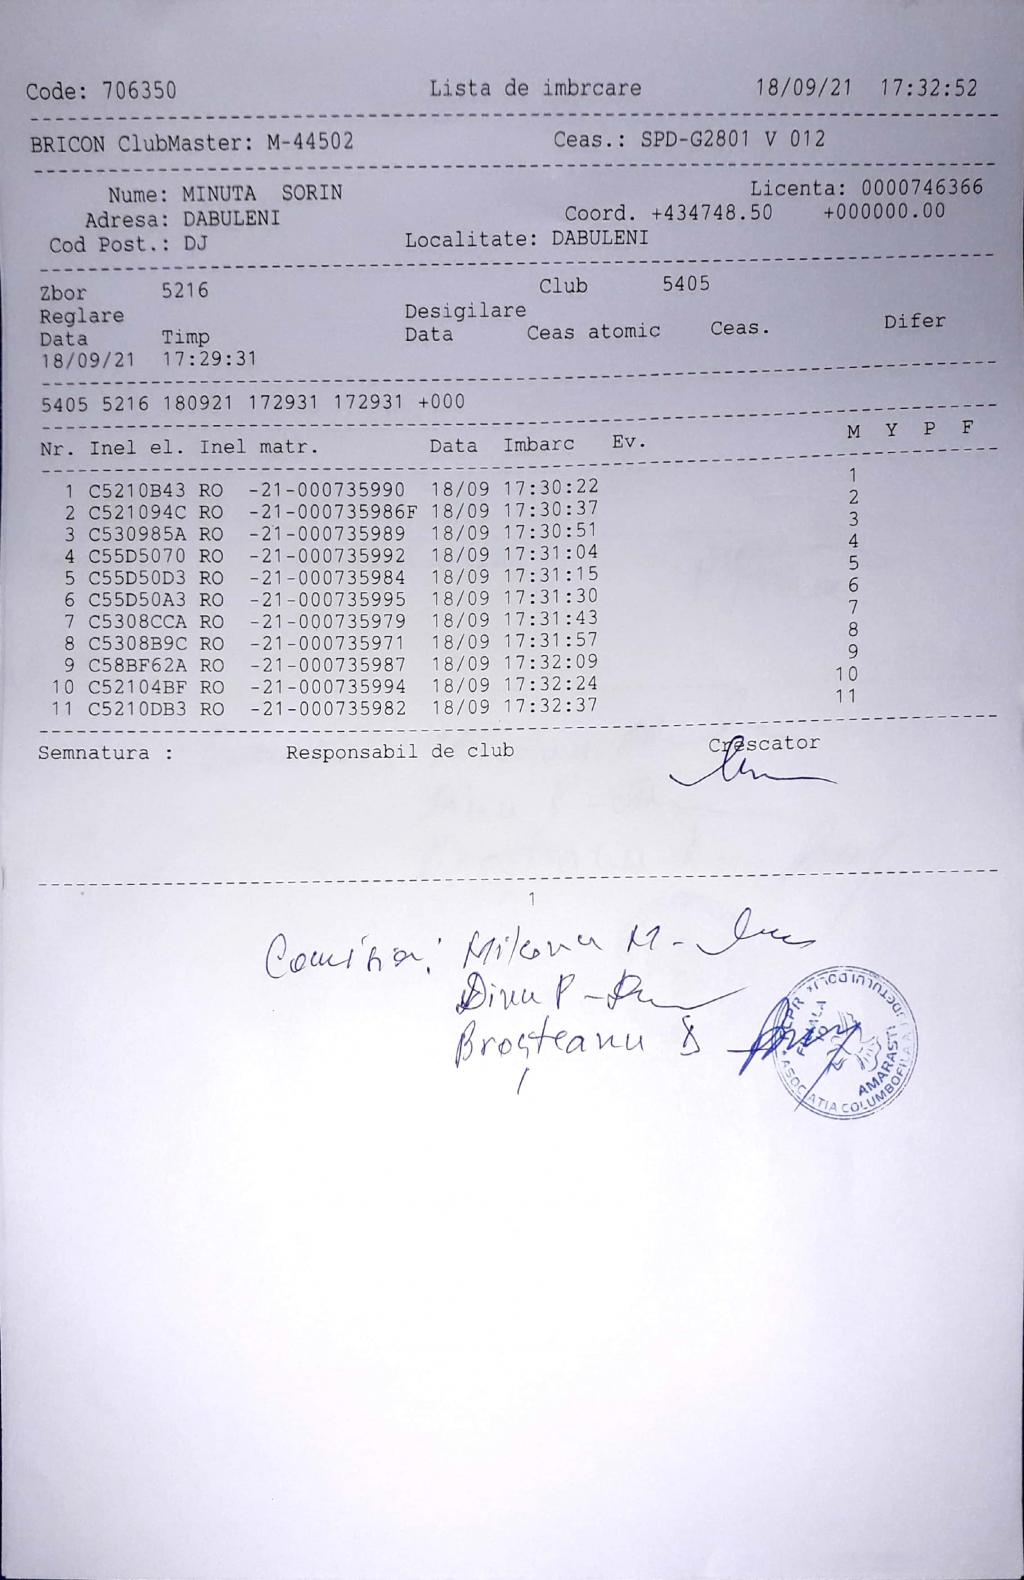 Code: 706350 Lista de imbrcare 18/09/21 17:32:52
BRICON ClubMaster: M-44502 Ceas.: SPD-G2801 V 012
Nume: MINUTA SORIN Licenta: 0000746366
Adresa: DABULENI Coord. +434748.50 +000000.00
Cod Post.: DJ Localitate: DABULENI
Zbor 5216 Club 5405
Reglare Desigilare
Data Timp Data Ceas atomic Ceas. Difer
18/09/21 17:29:31
5405 5216 180921 172931 172931 +000
Nr. Inel el. Inel matr. Data Imbarc Ev. M Y P F
1 C5210B43 RO -21-000735990 18/09 17:30:22 1
2 C521094C RO -21-000735986F 18/09 17:30:37 2
3 C530985A RO -21-000735989 18/09 17:30:51 3
4 C55D5070 RO -21-000735992 18/09 17:31:04 4
5 C55D50D3 RO -21-000735984 18/09 17:31:15 5
6 C55D50A3 RO -21-000735995 18/09 17:31:30 6
7 C5308CCA RO -21-000735979 18/09 17:31:43 7
8 C5308B9C RO -21-000735971 18/09 17:31:57 8
9 C58BF62A RO -21-000735987 18/09 17:32:09 9
10 C52104BF RO -21-000735994 18/09 17:32:24 10
11 C5210DB3 RO -21-000735982 18/09 17:32:37 11
Semnatura : Responsabil de club Crescator
1
M-
Dinu P-
Broșteanu
ASOCIATIA COLUMBOFILA JUDETULUI DOLJ
AMARASTI